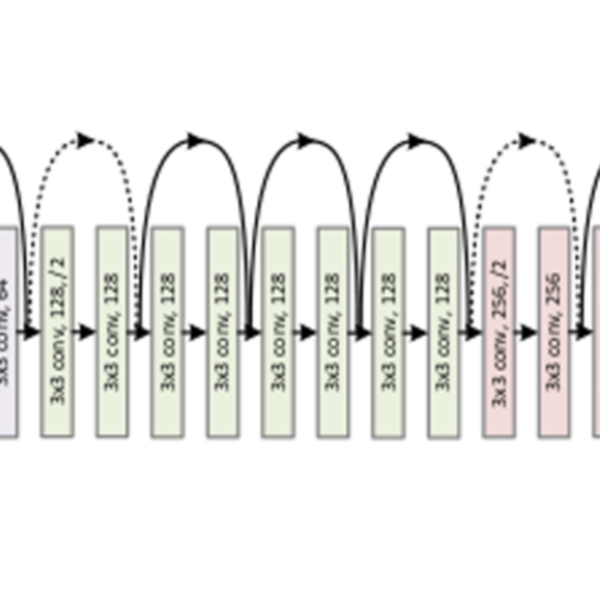 3x3 conv, 64
3x3 conv, 128,/2
3x3 conv, 128
3x3 conv, 128
3x3 conv, 128
3x3 conv, 128
3x3 conv, 128
3x3 conv, 128
3x3 conv, 128
3x3 conv, 256,/2
3x3 conv, 256